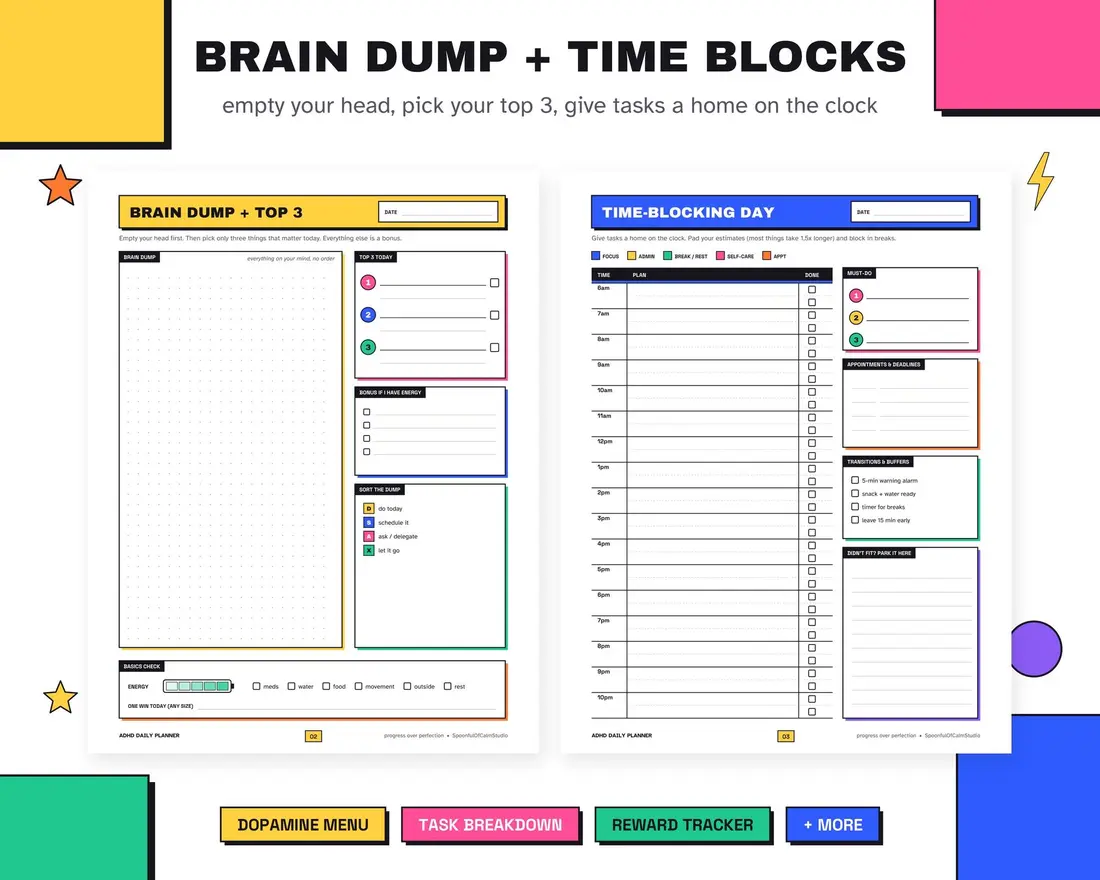 BRAIN DUMP + TIME BLOCKS
empty your head, pick your top 3, give tasks a home on the clock
BRAIN DUMP + TOP 3
DATE
Empty your head first. Then pick only three things that matter today. Everything else is a bonus.
BRAIN DUMP
everything on your mind, no order
TOP 3 TODAY
1
2
3
BONUS IF I HAVE ENERGY
SORT THE DUMP
D do today
S schedule it
A ask / delegate
X let it go
BASICS CHECK
ENERGY meds water food movement outside rest
ONE WIN TODAY (ANY SIZE)
ADHD DAILY PLANNER 02 progress over perfection • SpoonfulOfCalmStudio
TIME-BLOCKING DAY
DATE
Give tasks a home on the clock. Pad your estimates (most things take 1.5x longer) and block in breaks.
FOCUS ADMIN BREAK / REST SELF-CARE APPT
TIME PLAN DONE
6am
7am
8am
9am
10am
11am
12pm
1pm
2pm
3pm
4pm
5pm
6pm
7pm
8pm
9pm
10pm
MUST-DO
1
2
3
APPOINTMENTS & DEADLINES
TRANSITIONS & BUFFERS
5-min warning alarm
snack + water ready
timer for breaks
leave 15 min early
DIDN'T FIT? PARK IT HERE
ADHD DAILY PLANNER 03 progress over perfection • SpoonfulOfCalmStudio
DOPAMINE MENU
TASK BREAKDOWN
REWARD TRACKER
+ MORE